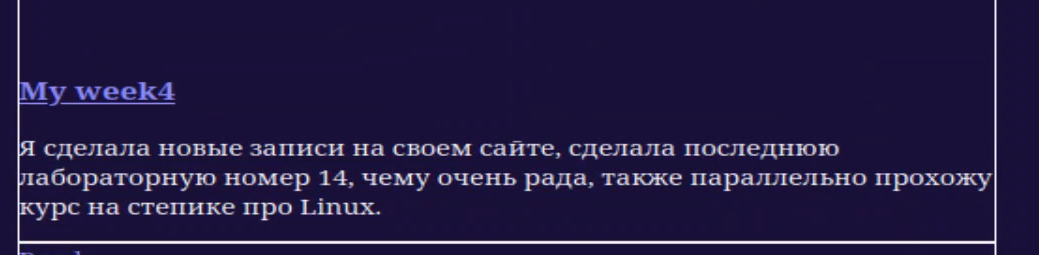 My week4
Я сделала новые записи на своем сайте, сделала последнюю
лабораторную номер 14, чему очень рада, также параллельно прохожу
курс на степике про Linux.